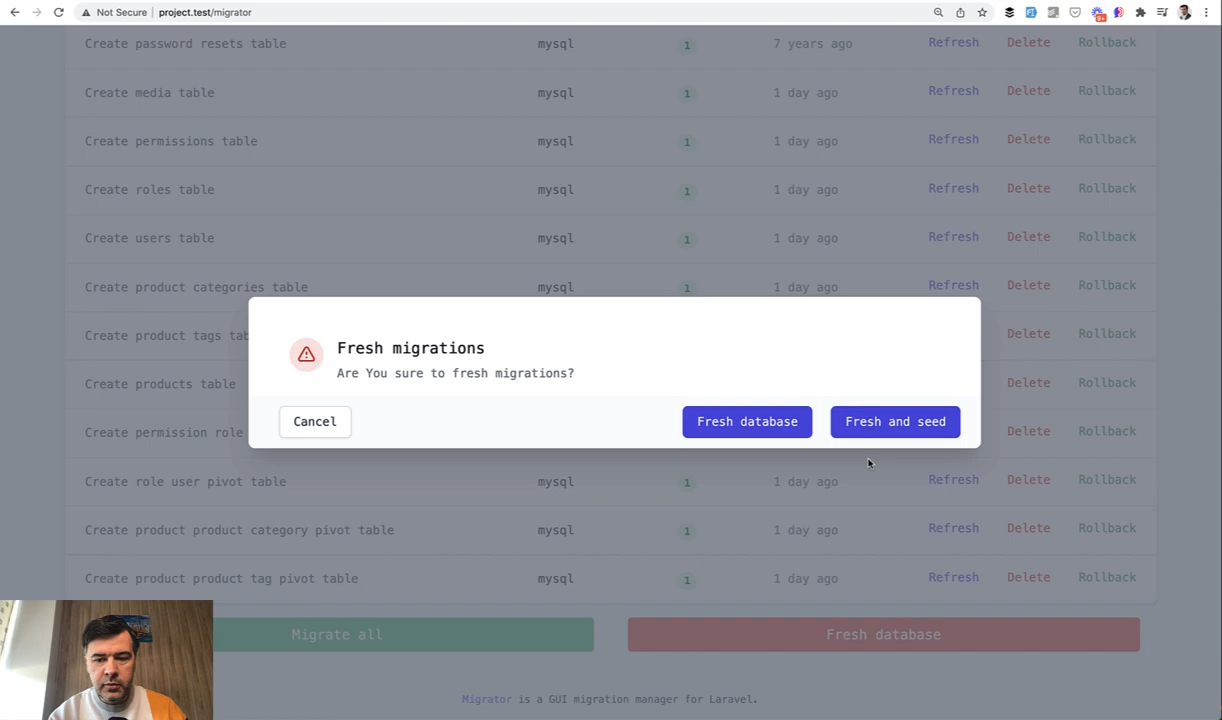 Not Secure project.test/migrator
9+
Create password resets table mysql 1 7 years ago Refresh Delete Rollback
Create media table mysql 1 1 day ago Refresh Delete Rollback
Create permissions table mysql 1 1 day ago Refresh Delete Rollback
Create roles table mysql 1 1 day ago Refresh Delete Rollback
Create users table mysql 1 1 day ago Refresh Delete Rollback
Create product categories table mysql 1 1 day ago Refresh Delete Rollback
Create product tags tab Refresh Delete Rollback
Create products table Refresh Delete Rollback
Create permission role Refresh Delete Rollback
Fresh migrations
Are You sure to fresh migrations?
Cancel Fresh database Fresh and seed
Create role user pivot table mysql 1 1 day ago Refresh Delete Rollback
Create product product category pivot table mysql 1 1 day ago Refresh Delete Rollback
Create product product tag pivot table mysql 1 1 day ago Refresh Delete Rollback
Migrate all Fresh database
Migrator is a GUI migration manager for Laravel.